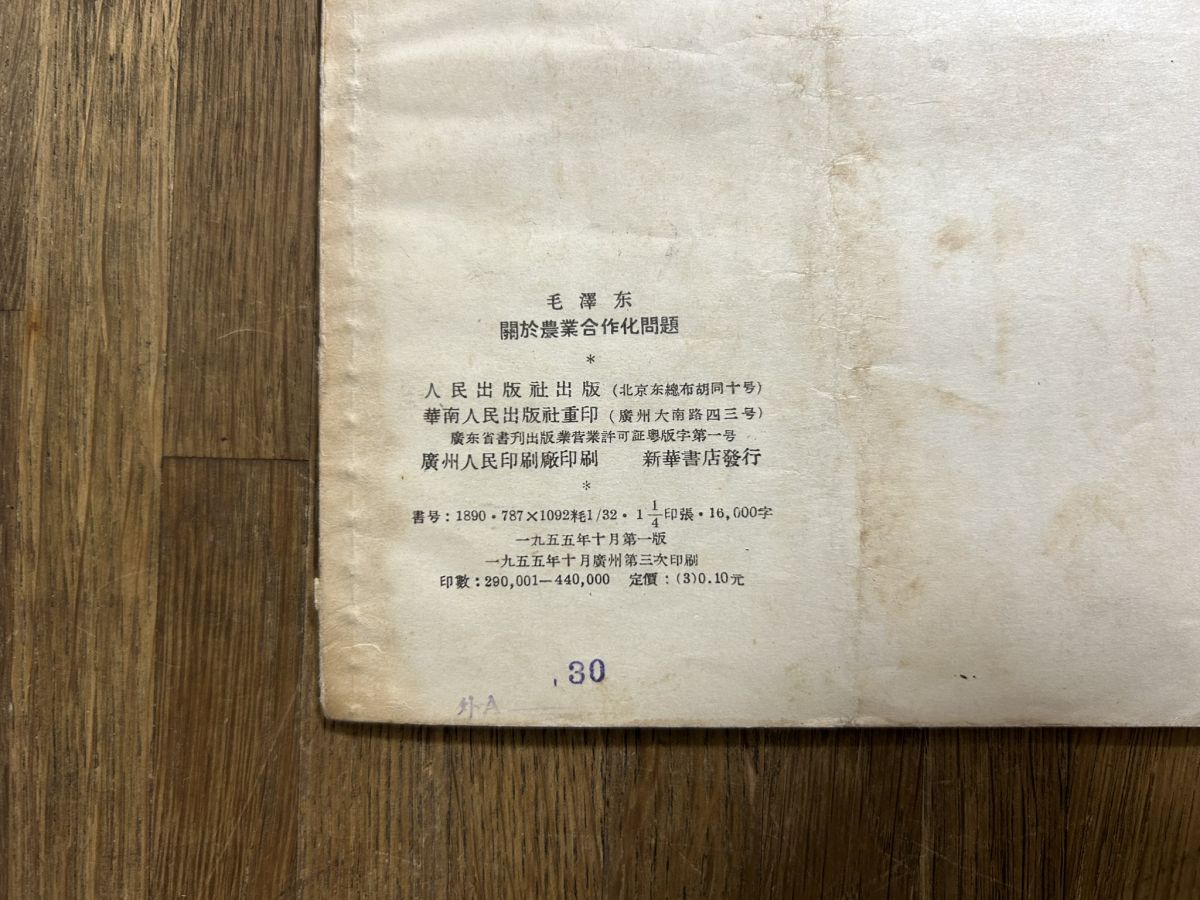 毛澤东
關於農業合作化問題
*
人民出版社出版(北京东總布胡同十号)
華南人民出版社重印(廣州大南路四三号)
廣东省書刋出版業营業許可証粵版字第一号
廣州人民印刷廠印刷 新華書店發行
*
書号:1890·787×1092粍1/32·1 1/4印張·16,000字
一九五五年十月第一版
一九五五年十月廣州第三次印刷
印數:290,001—440,000 定價:(3)0.10元
30
外A